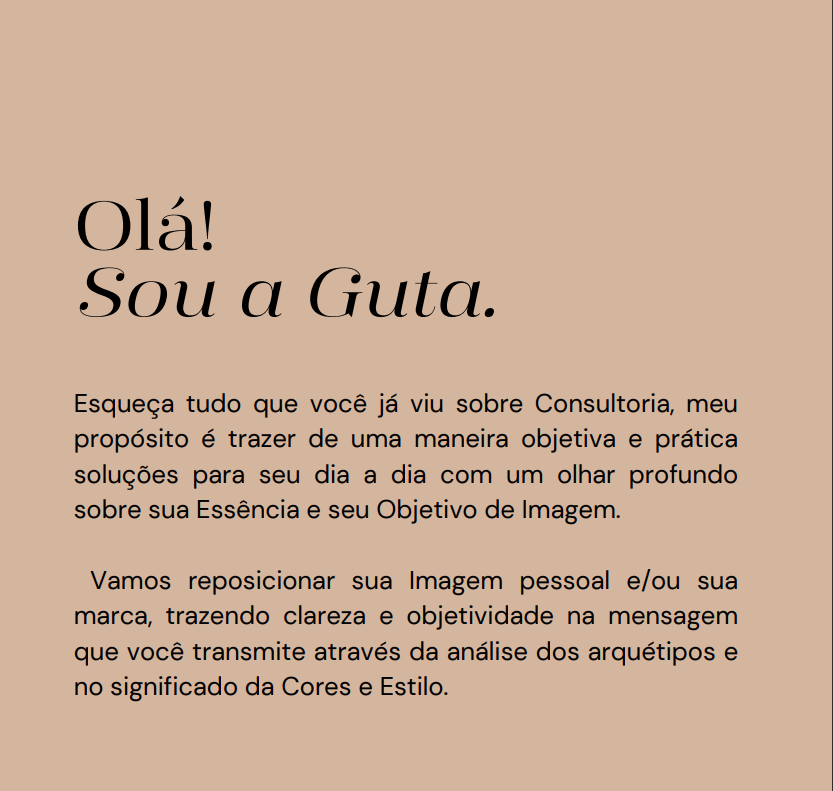 Olá!
Sou a Guta.
Esqueça tudo que você já viu sobre Consultoria, meu
propósito é trazer de uma maneira objetiva e prática
soluções para seu dia a dia com um olhar profundo
sobre sua Essência e seu Objetivo de Imagem.
Vamos reposicionar sua Imagem pessoal e/ou sua
marca, trazendo clareza e objetividade na mensagem
que você transmite através da análise dos arquétipos e
no significado da Cores e Estilo.